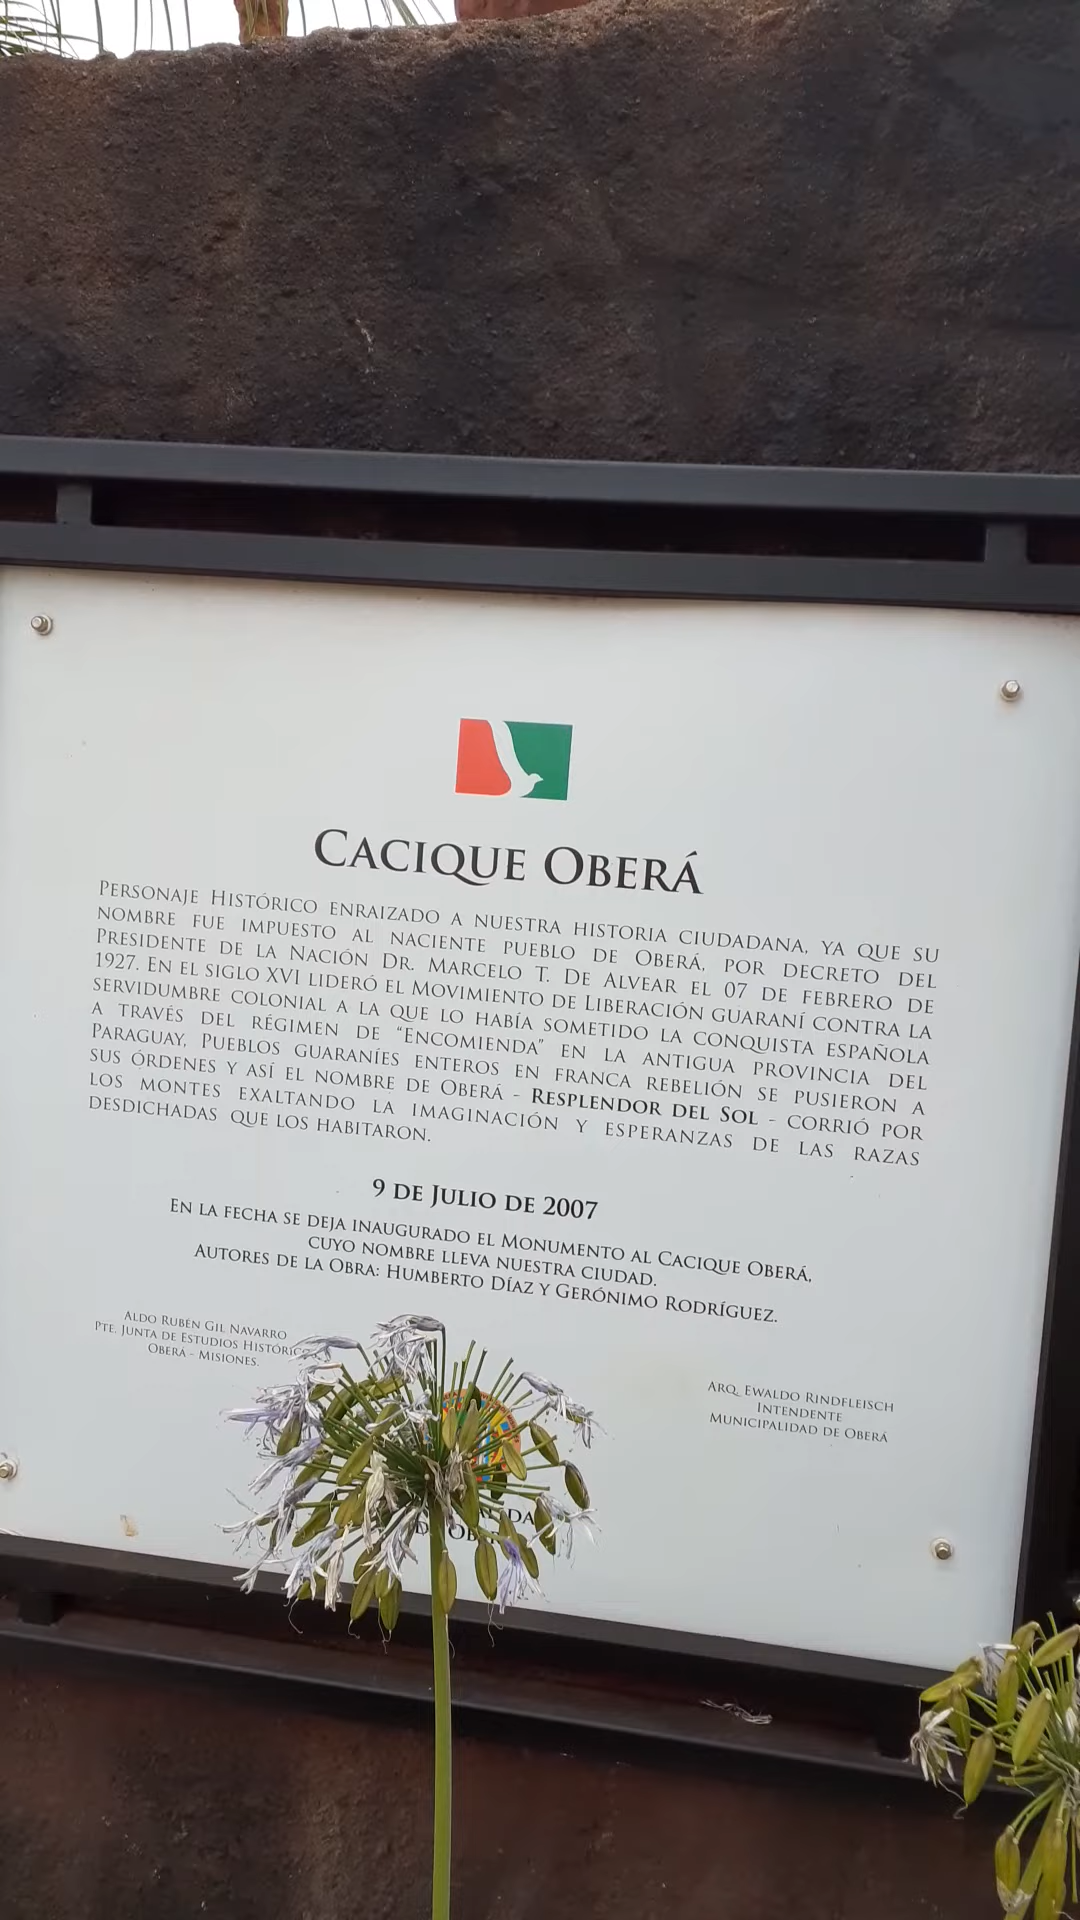 Cacique Oberá
Personaje Histórico enraizado a nuestra historia ciudadana, ya que su
nombre fue impuesto al naciente pueblo de Oberá, por decreto del
Presidente de la Nación Dr. Marcelo T. De Alvear el 07 de febrero de
1927. En el siglo XVI lideró el Movimiento de Liberación guaraní contra la
servidumbre colonial a la que lo había sometido la conquista española
a través del régimen de "Encomienda" en la antigua provincia del
Paraguay, Pueblos guaraníes enteros en franca rebelión se pusieron a
sus órdenes y así el nombre de Oberá - Resplendor del Sol - corrió por
los montes exaltando la imaginación y esperanzas de las razas
desdichadas que los habitaron.
9 de Julio de 2007
En la fecha se deja inaugurado el Monumento al Cacique Oberá,
cuyo nombre lleva nuestra ciudad.
Autores de la Obra: Humberto Díaz y Gerónimo Rodríguez.
Aldo Rubén Gil Navarro
Pte. Junta de Estudios
Oberá - Misiones.
Arq. Ewaldo Rindfleisch
Intendente
Municipalidad de Oberá